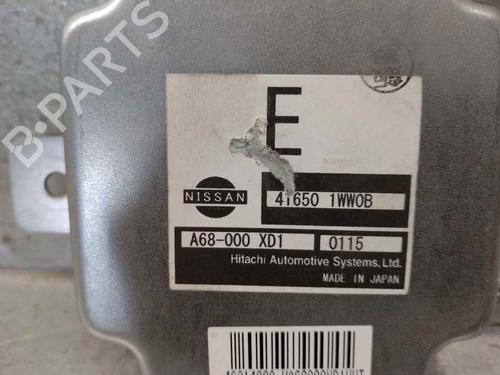 B-PARTS
E
NISSAN
41650 1WW0B
A68-000 XD1 0115
Hitachi Automotive Systems, Ltd.
MADE IN JAPAN